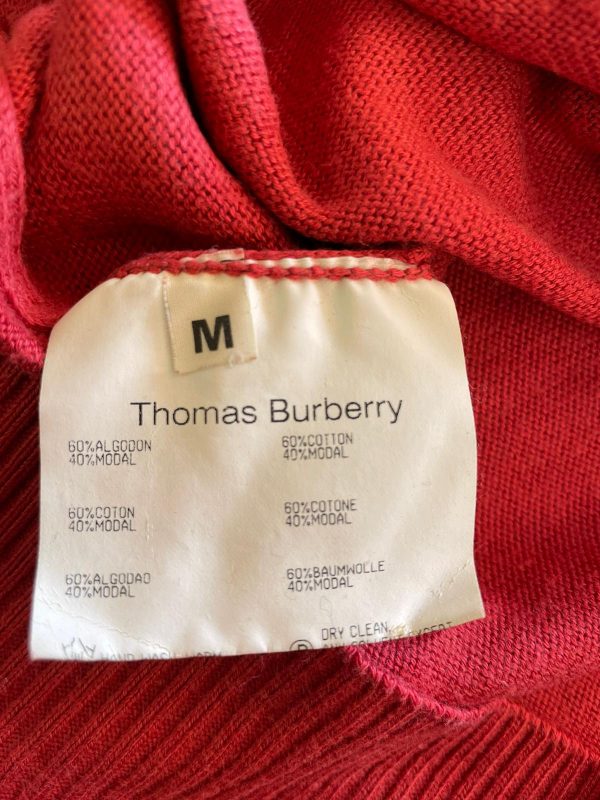 M
Thomas Burberry
60%ALGODON
40%MODAL
60%COTTON
40%MODAL
60%COTON
40%MODAL
60%COTONE
40%MODAL
60%ALGODAO
40%MODAL
60%BAUMWOLLE
40%MODAL
DRY CLEAN